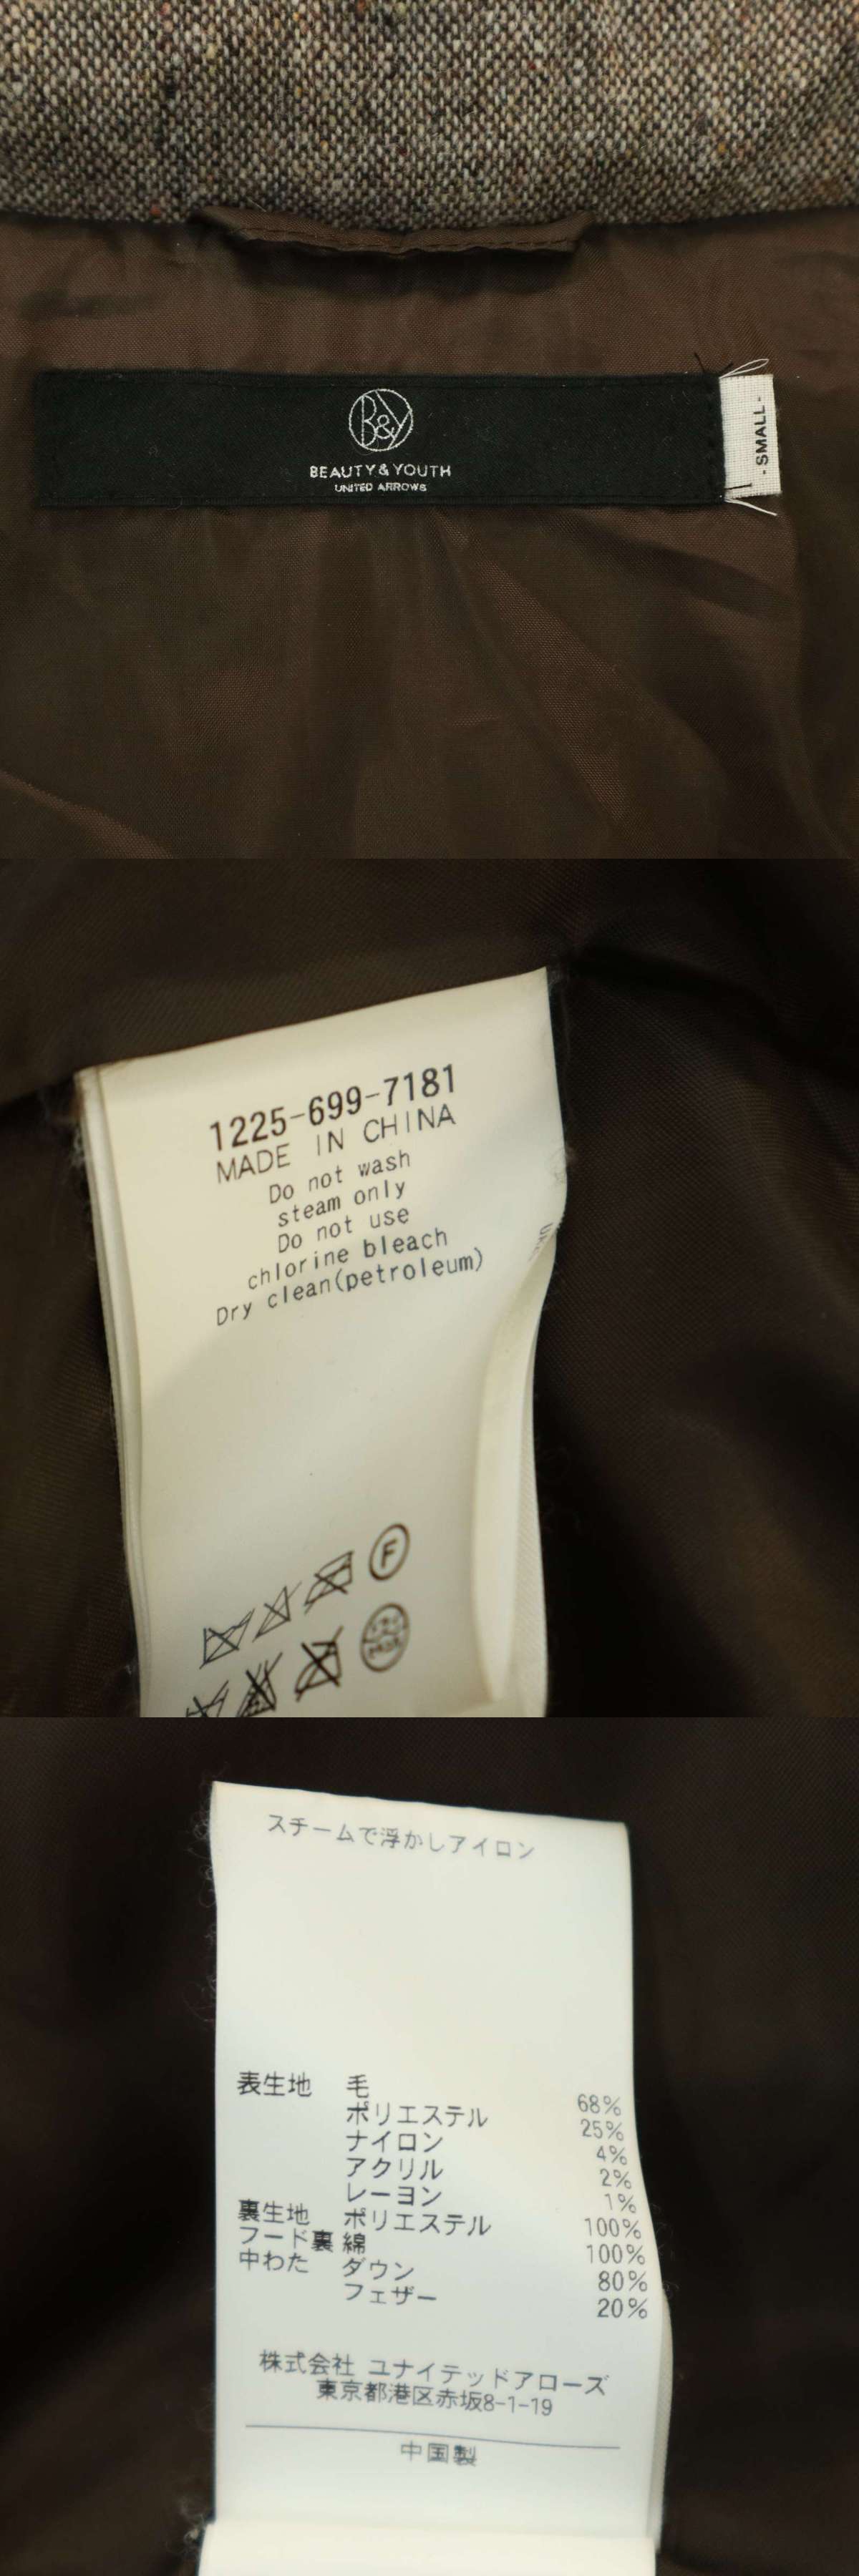 B&Y
BEAUTY & YOUTH
UNITED ARROWS
- SMALL -
1225-699-7181
MADE IN CHINA
Do not wash
steam only
Do not use
chlorine bleach
Dry clean(petroleum)
F
スチームで浮かしアイロン
表生地 毛 68%
ポリエステル 25%
ナイロン 4%
アクリル 2%
レーヨン 1%
裏生地 ポリエステル 100%
フード裏 綿 100%
中わた ダウン 80%
フェザー 20%
株式会社 ユナイテッドアローズ
東京都港区赤坂8-1-19
中国製